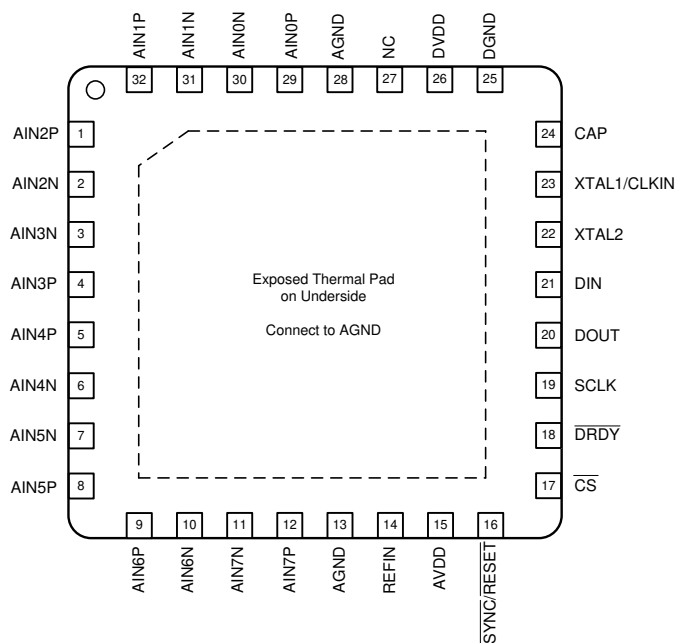 AIN1P
AIN1N
AIN0N
AIN0P
AGND
NC
DVDD
DGND
32
31
30
29
28
27
26
25
AIN2P 1
AIN2N 2
AIN3N 3
AIN3P 4
AIN4P 5
AIN4N 6
AIN5N 7
AIN5P 8
24 CAP
23 XTAL1/CLKIN
22 XTAL2
21 DIN
20 DOUT
19 SCLK
18 DRDY
17 CS
Exposed Thermal Pad
on Underside
Connect to AGND
9
10
11
12
13
14
15
16
AIN6P
AIN6N
AIN7N
AIN7P
AGND
REFIN
AVDD
SYNC/RESET